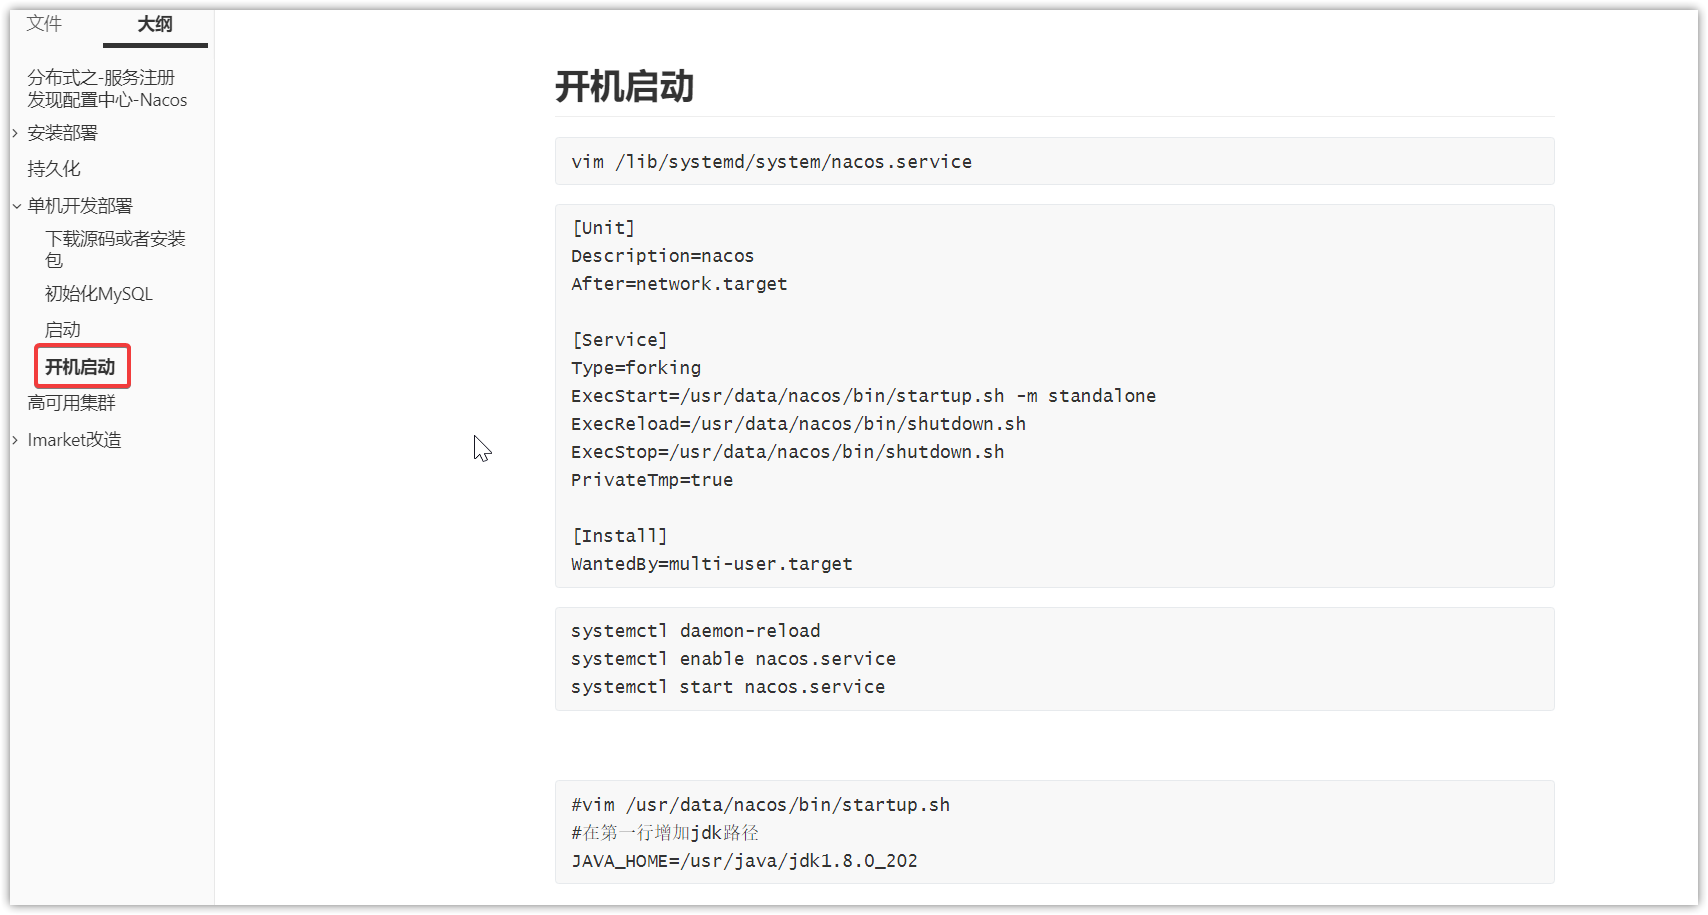 文件
大纲
分布式之-服务注册
发现配置中心-Nacos
安装部署
持久化
单机开发部署
下载源码或者安装
包
初始化MySQL
启动
开机启动
高可用集群
Imarket改造
开机启动
vim /lib/systemd/system/nacos.service
[Unit]
Description=nacos
After=network.target
[Service]
Type=forking
ExecStart=/usr/data/nacos/bin/startup.sh -m standalone
ExecReload=/usr/data/nacos/bin/shutdown.sh
ExecStop=/usr/data/nacos/bin/shutdown.sh
PrivateTmp=true
[Install]
WantedBy=multi-user.target
systemctl daemon-reload
systemctl enable nacos.service
systemctl start nacos.service
#vim /usr/data/nacos/bin/startup.sh
#在第一行增加jdk路径
JAVA_HOME=/usr/java/jdk1.8.0_202